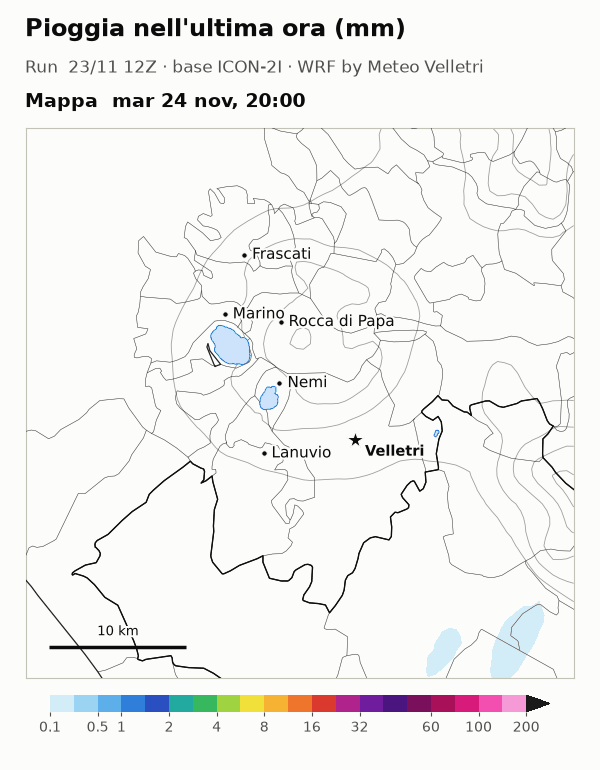 Pioggia nell'ultima ora (mm)
Run  23/11 12Z · base ICON-2I · WRF by Meteo Velletri
Mappa  mar 24 nov, 20:00
Frascati
Marino
Rocca di Papa
Nemi
Velletri
Lanuvio
10 km
0.1 0.5 1 2 4 8 16 32 60 100 200